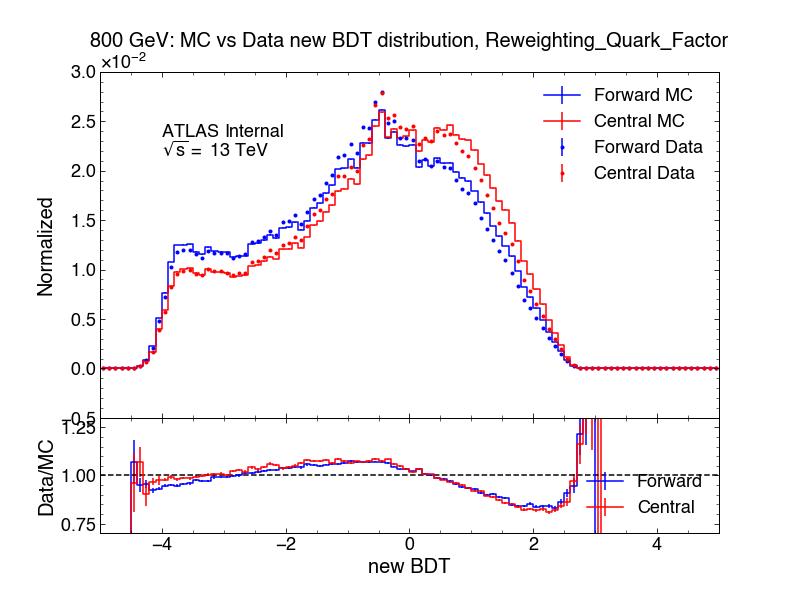 800 GeV: MC vs Data new BDT distribution, Reweighting_Quark_Factor
×10⁻²
3.0
2.5
2.0
1.5
1.0
0.5
0.0
−0.5
Normalized
ATLAS Internal
√s = 13 TeV
Forward MC
Central MC
Forward Data
Central Data
1.25
1.00
0.75
Data/MC
Forward
Central
−4 −2 0 2 4
new BDT